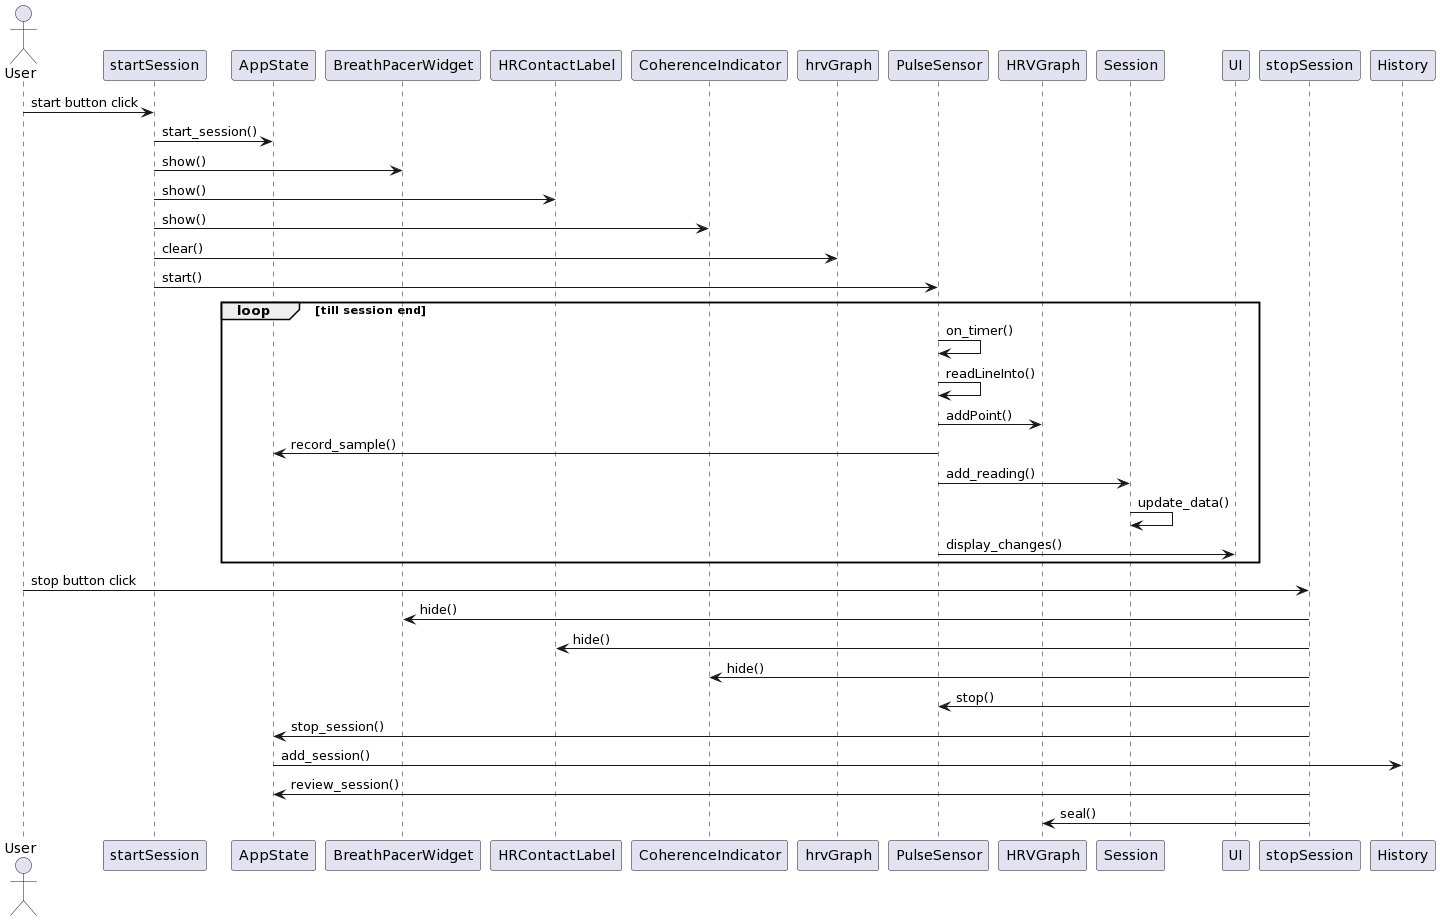 User
startSession
AppState
BreathPacerWidget
HRContactLabel
CoherenceIndicator
hrvGraph
PulseSensor
HRVGraph
Session
UI
stopSession
History
start button click
start_session()
show()
show()
show()
clear()
start()
loop
[till session end]
on_timer()
readLineInto()
addPoint()
record_sample()
add_reading()
update_data()
display_changes()
stop button click
hide()
hide()
hide()
stop()
stop_session()
add_session()
review_session()
seal()
User
startSession
AppState
BreathPacerWidget
HRContactLabel
CoherenceIndicator
hrvGraph
PulseSensor
HRVGraph
Session
UI
stopSession
History